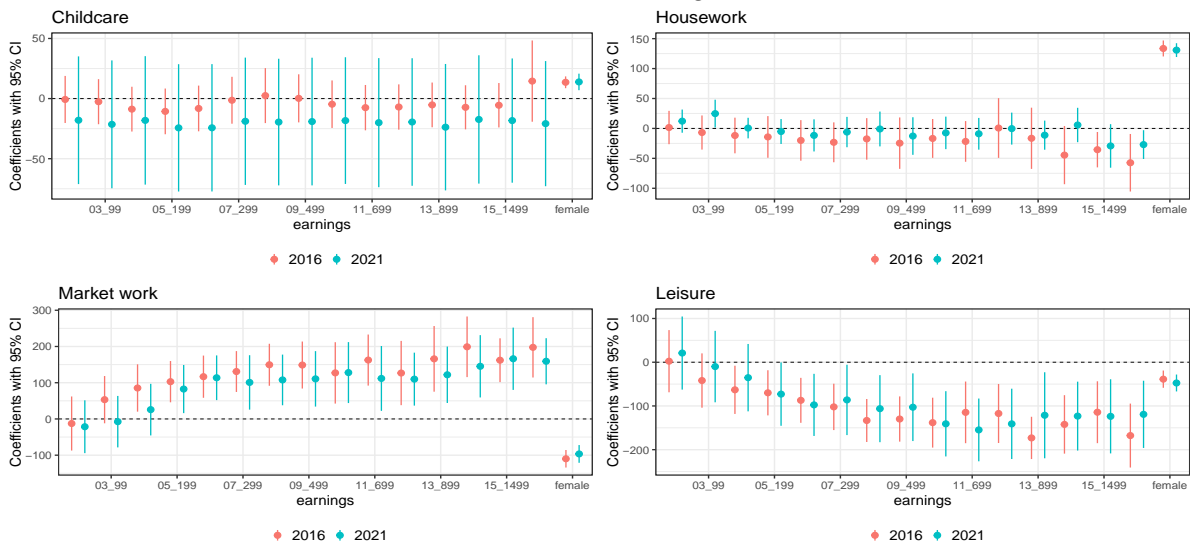 Childcare
Coefficients with 95% CI
50
0
−50
03_99 05_199 07_299 09_499 11_699 13_899 15_1499 female
earnings
2016 2021
Housework
Coefficients with 95% CI
150
100
50
0
−50
−100
03_99 05_199 07_299 09_499 11_699 13_899 15_1499 female
earnings
2016 2021
Market work
Coefficients with 95% CI
300
200
100
0
−100
03_99 05_199 07_299 09_499 11_699 13_899 15_1499 female
earnings
2016 2021
Leisure
Coefficients with 95% CI
100
0
−100
−200
03_99 05_199 07_299 09_499 11_699 13_899 15_1499 female
earnings
2016 2021